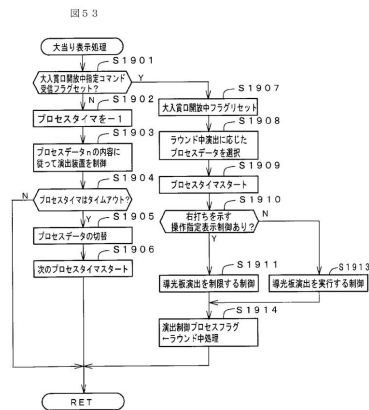 図53
大当り表示処理
S1901
大入賞口開放中指定コマンド
受信フラグセット？
Y
N
S1902
プロセスタイマを－1
S1903
プロセスデータnの内容に
従って演出装置を制御
S1904
プロセスタイマはタイムアウト？
N
Y
S1905
プロセスデータの切替
S1906
次のプロセスタイマスタート
S1907
大入賞口開放中フラグリセット
S1908
ラウンド中演出に応じた
プロセスデータを選択
S1909
プロセスタイマスタート
S1910
右打ちを示す
操作指定表示制御あり？
N
Y
S1911
導光板演出を制限する制御
S1913
導光板演出を実行する制御
S1914
演出制御プロセスフラグ
←ラウンド中処理
RET